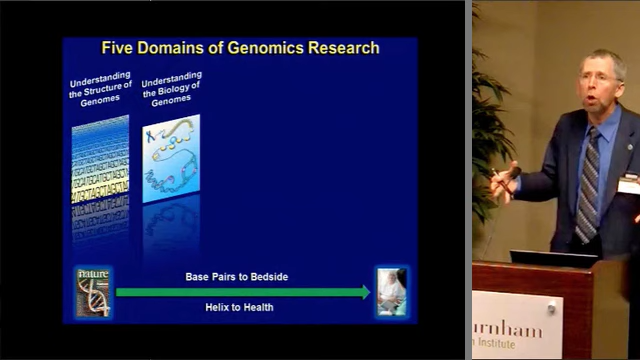 Five Domains of Genomics Research
Understanding
the Structure of
Genomes
Understanding
the Biology of
Genomes
nature
Base Pairs to Bedside
Helix to Health
urnham
Institute